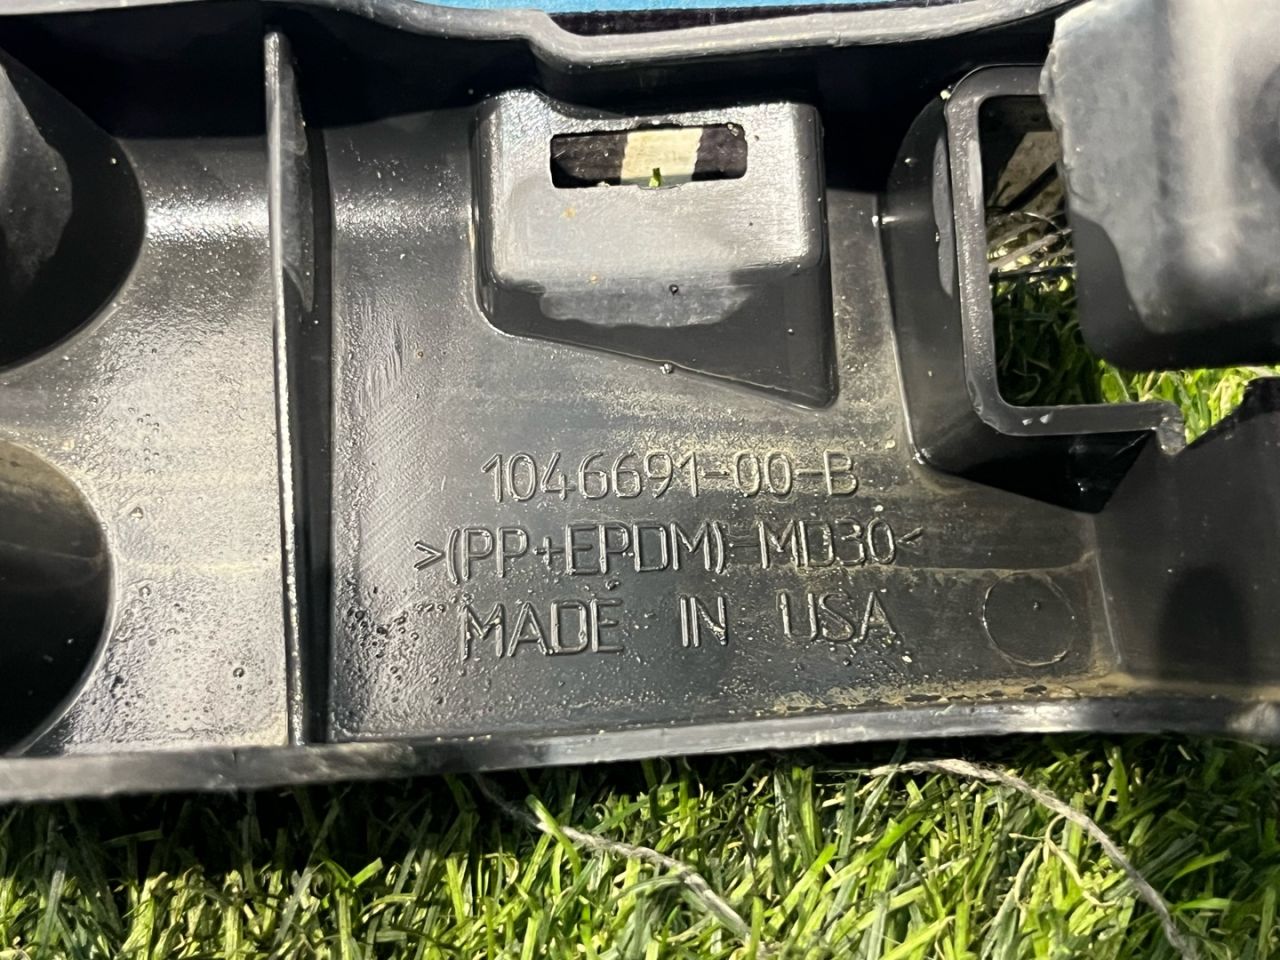 1046691-00-B
>(PP+EPDM)-MD30<
MADE IN USA